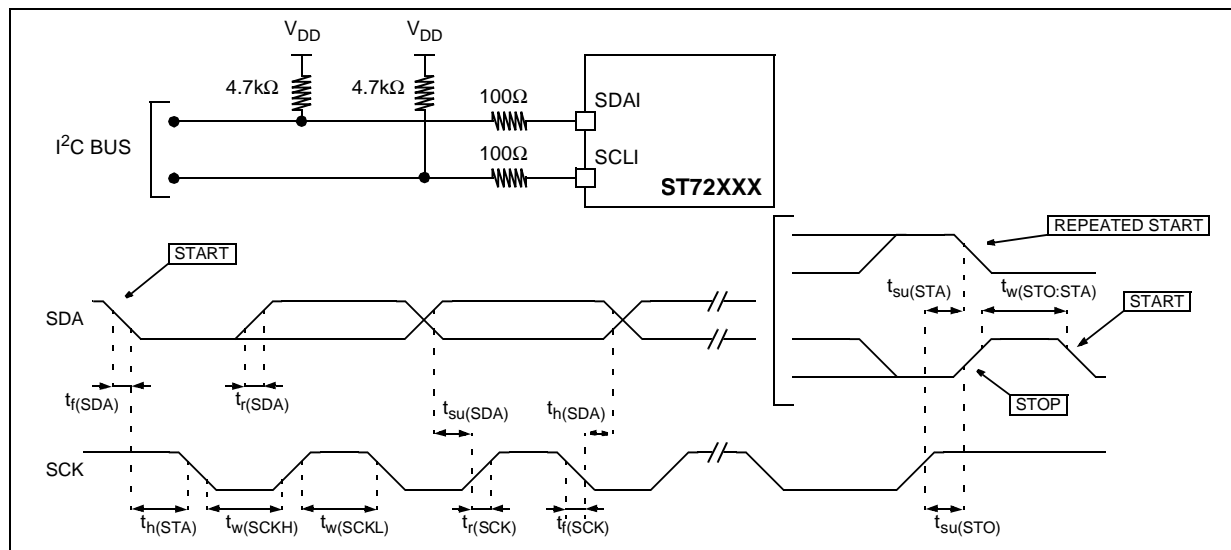 V_DD V_DD
4.7kΩ 4.7kΩ
100Ω
SDAI
I²C BUS
100Ω
SCLI
ST72XXX
REPEATED START
START
t_su(STA) t_w(STO:STA)
START
SDA
t_f(SDA) t_r(SDA)
t_su(SDA) t_h(SDA)
STOP
SCK
t_h(STA) t_w(SCKH) t_w(SCKL) t_r(SCK) t_f(SCK) t_su(STO)